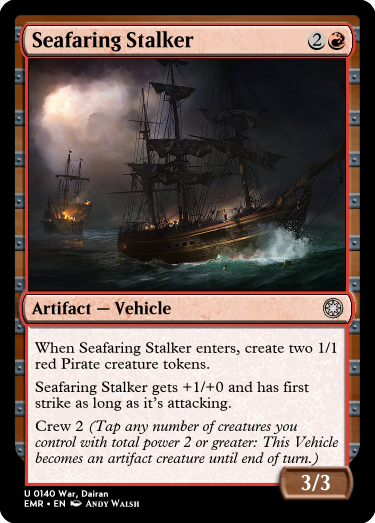 Seafaring Stalker 2
Artifact — Vehicle
When Seafaring Stalker enters, create two 1/1
red Pirate creature tokens.
Seafaring Stalker gets +1/+0 and has first
strike as long as it's attacking.
Crew 2 (Tap any number of creatures you
control with total power 2 or greater: This Vehicle
becomes an artifact creature until end of turn.)
3/3
U 0140 War, Dairan
EMR • EN Andy Walsh